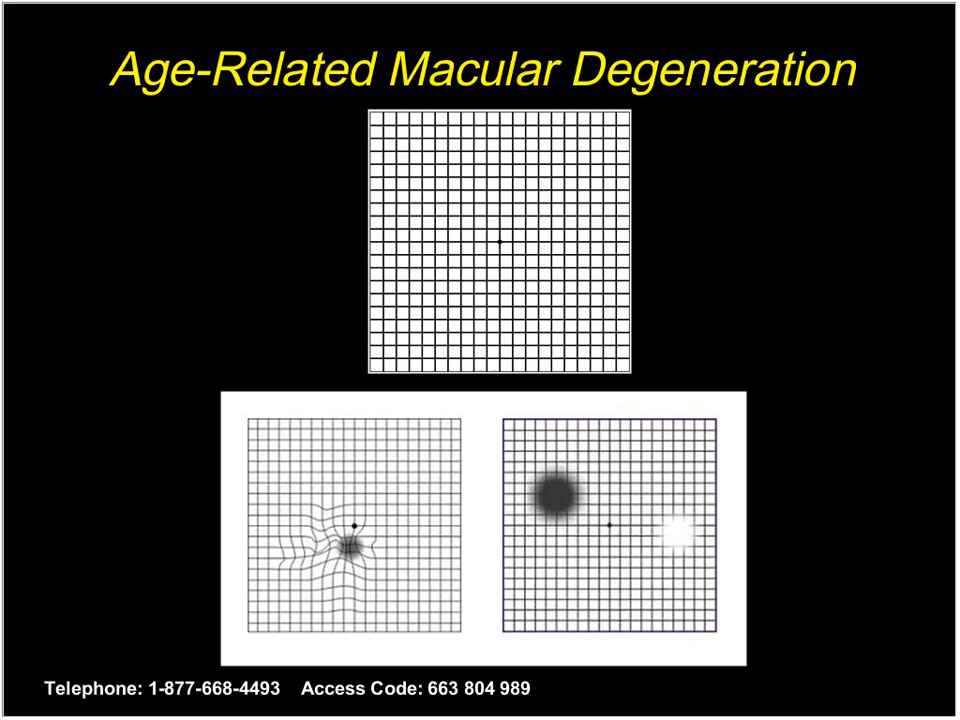 Age-Related Macular Degeneration
Telephone: 1-877-668-4493 Access Code: 663 804 989